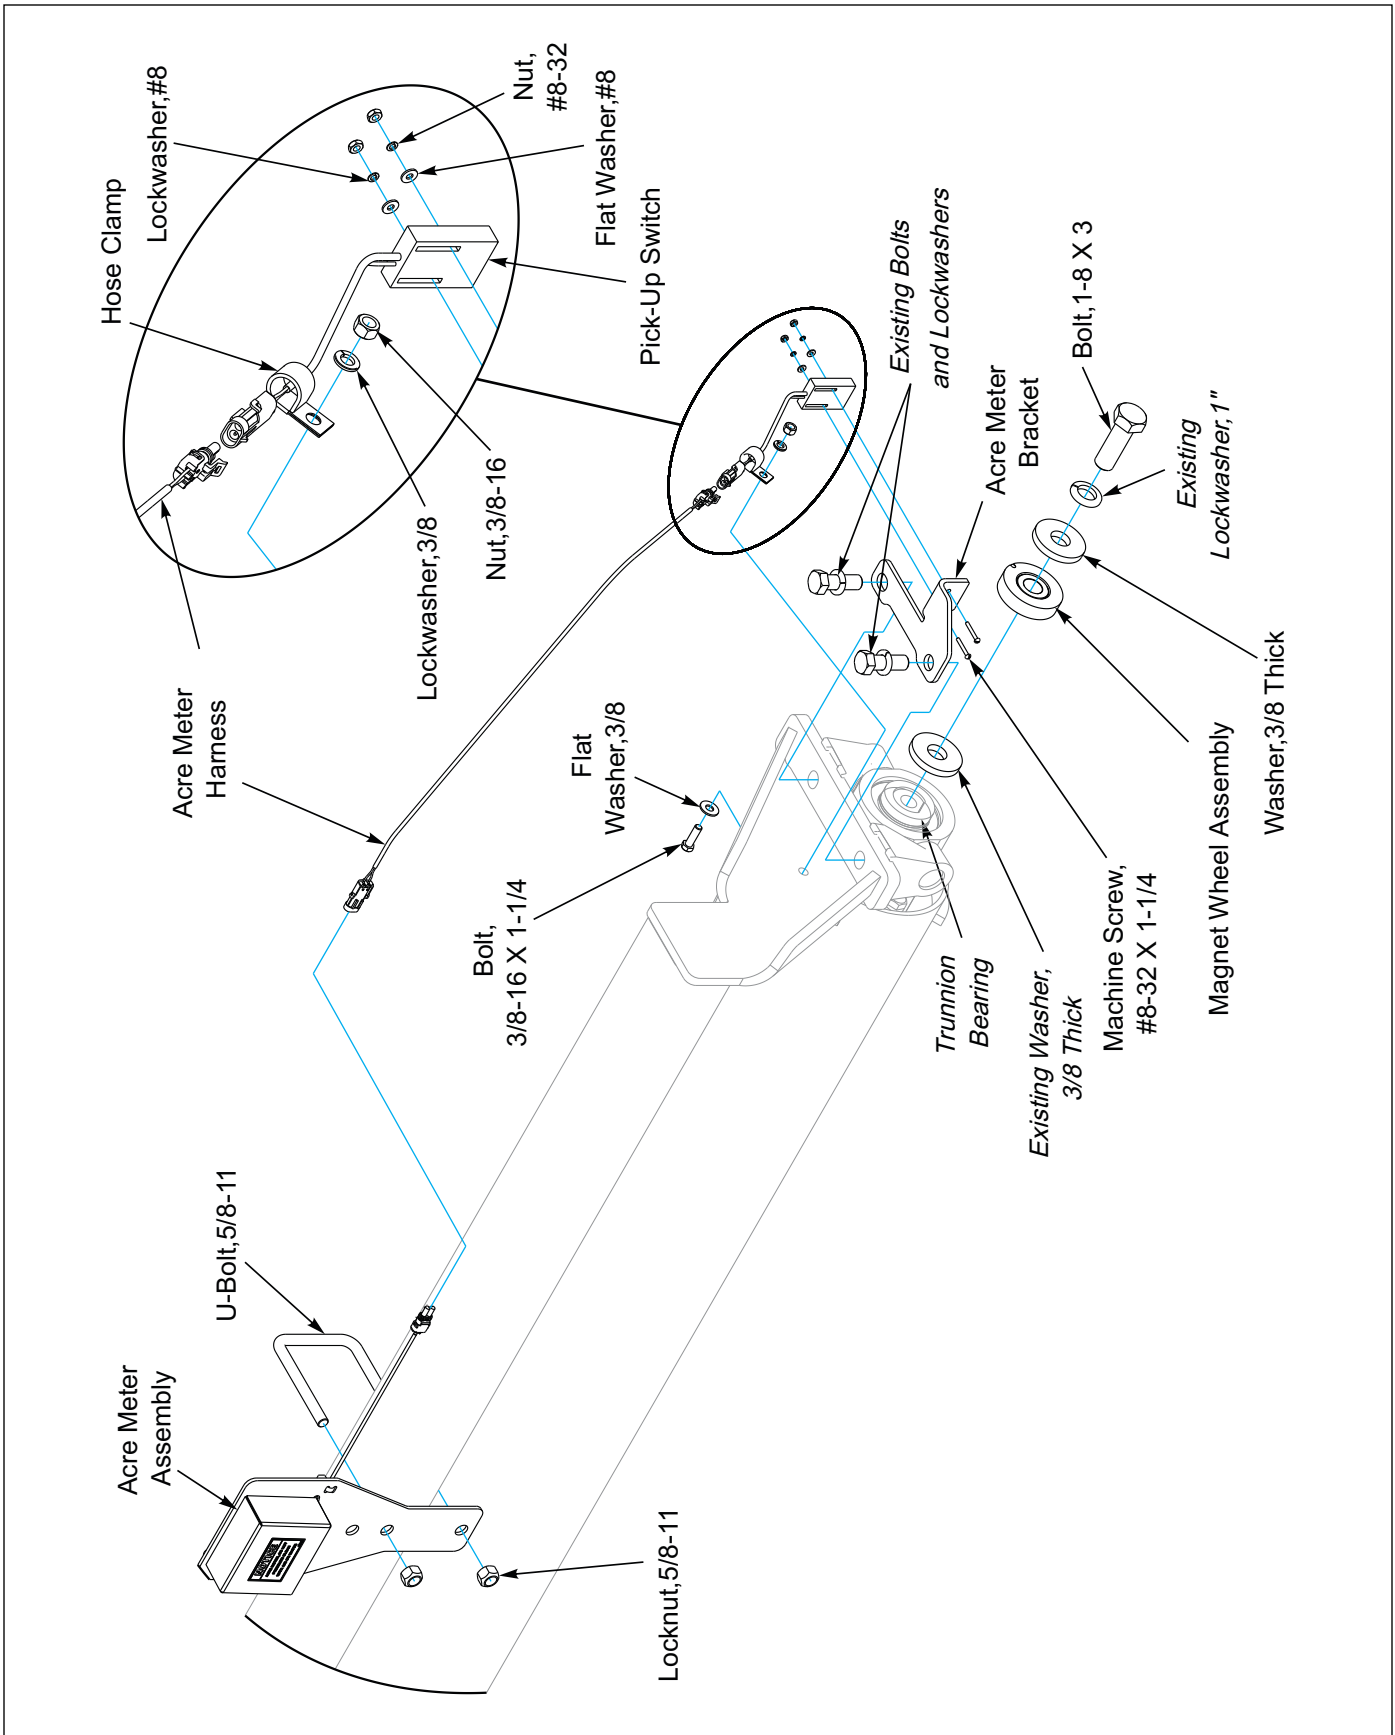 Acre Meter
Assembly
U-Bolt,5/8-11
Locknut,5/8-11
Acre Meter
Harness
Hose Clamp
Lockwasher,#8
Nut,
#8-32
Flat Washer,#8
Pick-Up Switch
Lockwasher,3/8
Nut,3/8-16
Flat
Washer,3/8
Bolt,
3/8-16 X 1-1/4
Existing Bolts
and Lockwashers
Acre Meter
Bracket
Bolt,1-8 X 3
Existing
Lockwasher,1"
Trunnion
Bearing
Existing Washer,
3/8 Thick
Machine Screw,
#8-32 X 1-1/4
Magnet Wheel Assembly
Washer,3/8 Thick